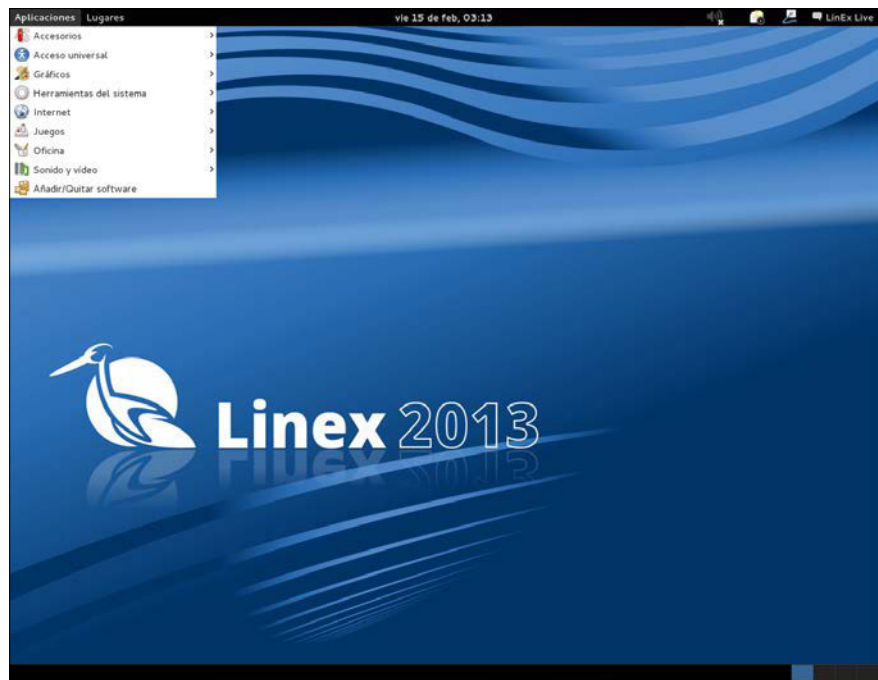 Aplicaciones Lugares vie 15 de feb, 03:13 LinEx Live
Accesorios
Acceso universal
Gráficos
Herramientas del sistema
Internet
Juegos
Oficina
Sonido y vídeo
Añadir/Quitar software
Linex 2013